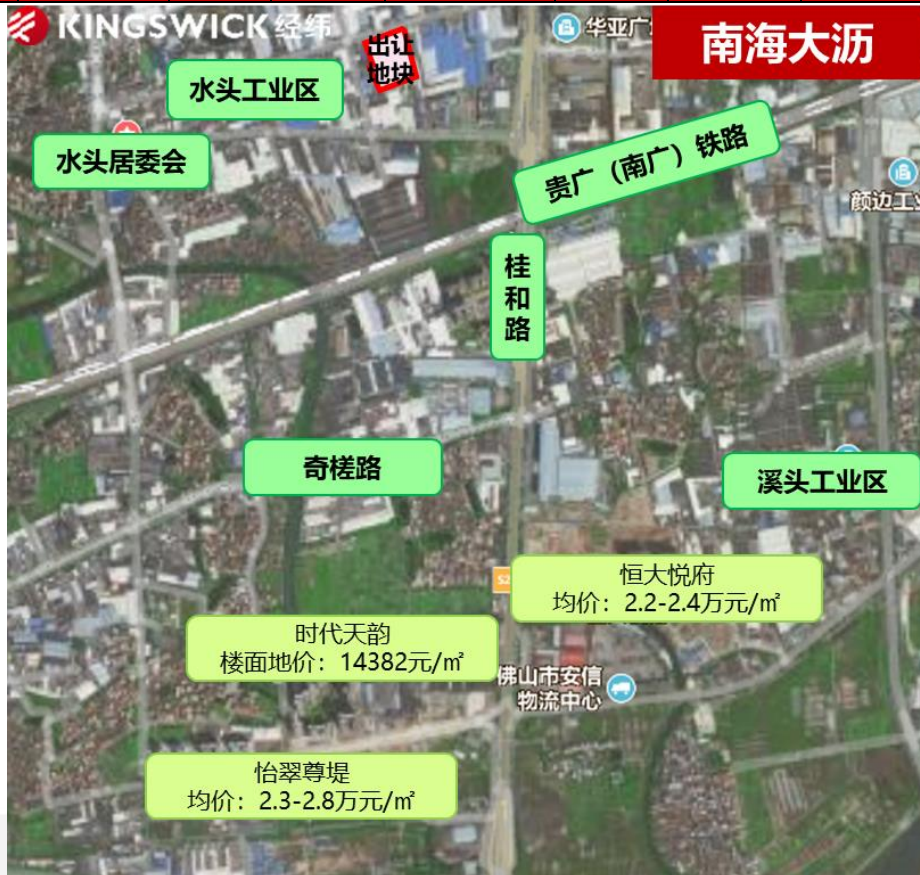 KINGSWICK 经纬
华亚广
南海大沥
出让
地块
水头工业区
水头居委会
贵广（南广）铁路
颜边工业
桂和路
奇槎路
溪头工业区
恒大悦府
均价：2.2-2.4万元/㎡
S2
时代天韵
楼面地价：14382元/㎡
佛山市安信
物流中心
怡翠尊堤
均价：2.3-2.8万元/㎡